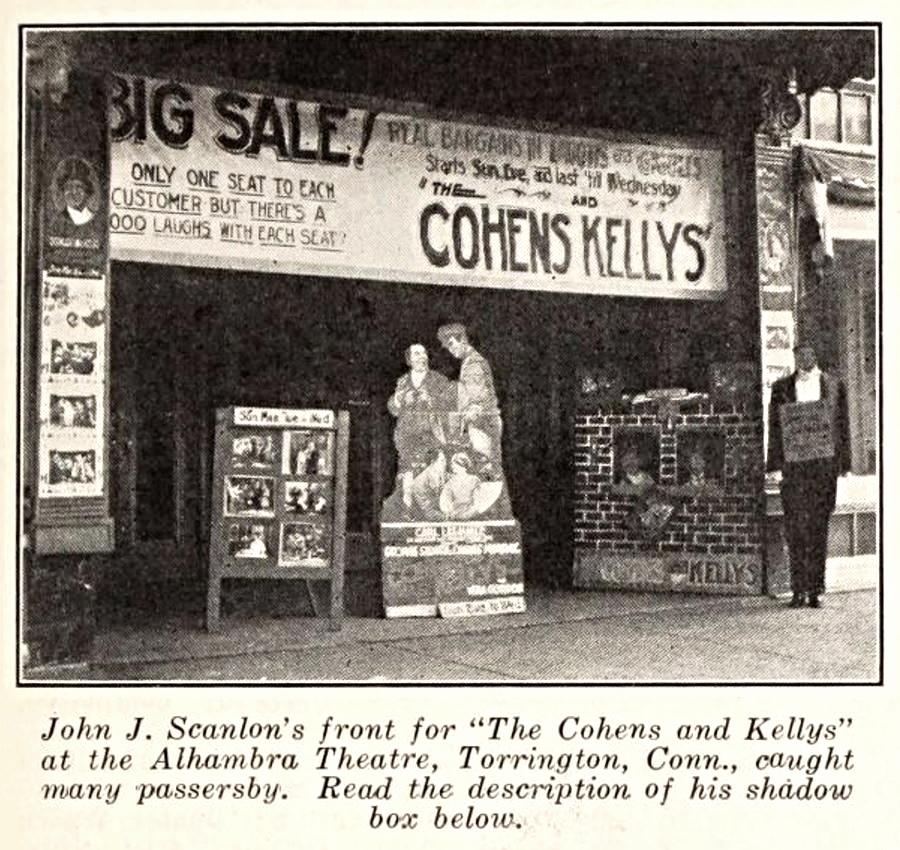 BIG SALE!
ONLY ONE SEAT TO EACH
CUSTOMER BUT THERE'S A
000 LAUGHS WITH EACH SEAT!
REAL BARGAINS IN
Starts Sun. Eve, and last 'till Wednesday
"THE
AND
COHENS KELLYS"
Sun Mon Tue - Wed
CARL LAEMMLE
KELLYS
John J. Scanlon's front for "The Cohens and Kellys"
at the Alhambra Theatre, Torrington, Conn., caught
many passersby. Read the description of his shadow
box below.